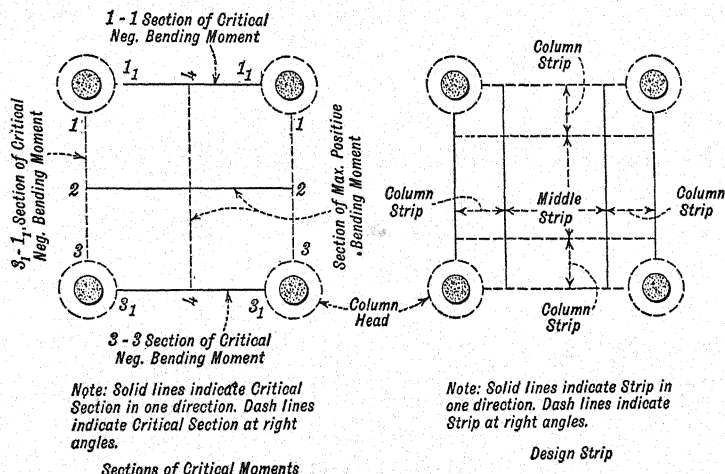 1 - 1 Section of Critical
Neg. Bending Moment
1₁
4
1₁
1
1
3₁-1₁, Section of Critical
Neg. Bending Moment
2
2
Section of Max. Positive
Bending Moment
3
3
3₁
4
3₁
3 - 3 Section of Critical
Neg. Bending Moment
Column
Head
Note: Solid lines indicate Critical
Section in one direction. Dash lines
indicate Critical Section at right
angles.
Sections of Critical Moments
Column
Strip
Column
Strip
Middle
Strip
Column
Strip
Column
Strip
Note: Solid lines indicate Strip in
one direction. Dash lines indicate
Strip at right angles.
Design Strip